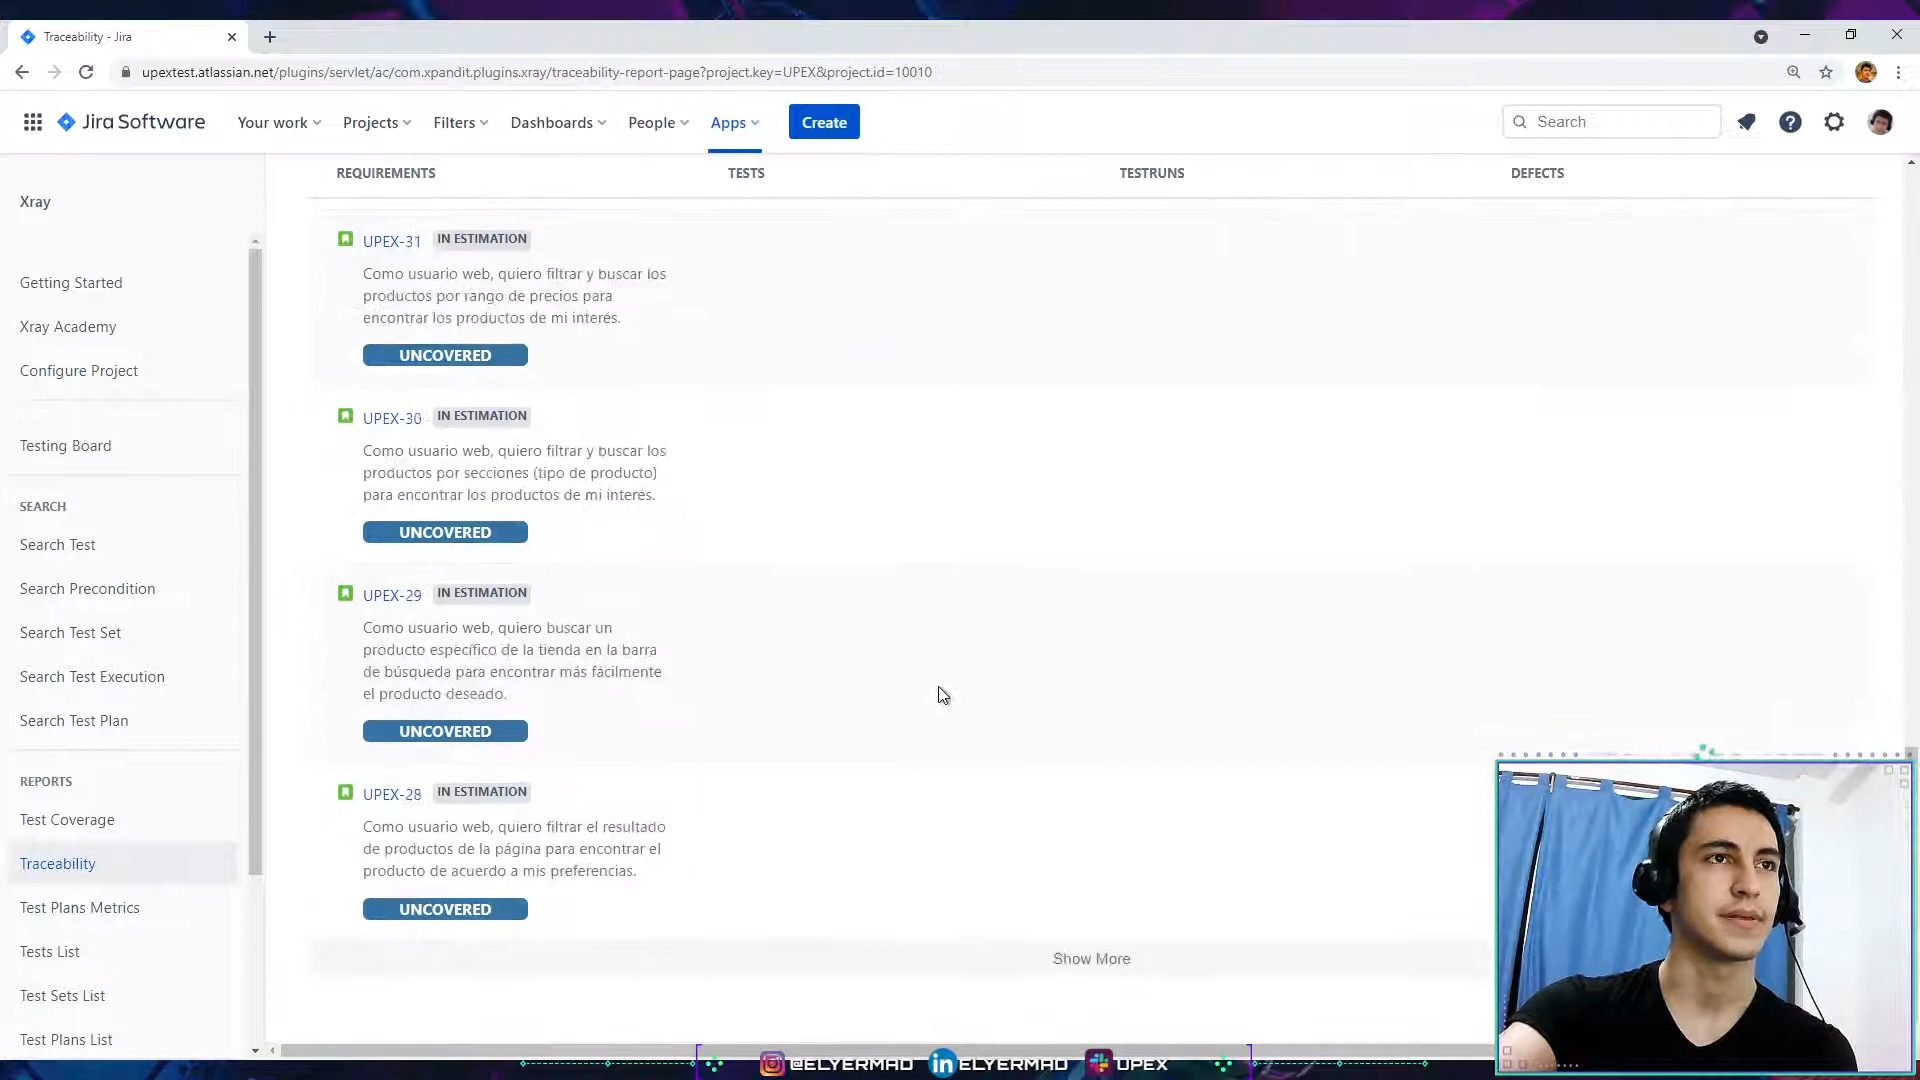 Traceability - Jira
upextest.atlassian.net/plugins/servlet/ac/com.xpandit.plugins.xray/traceability-report-page?project.key=UPEX&project.id=10010
Jira Software
Your work
Projects
Filters
Dashboards
People
Apps
Create
Search
Xray
Getting Started
Xray Academy
Configure Project
Testing Board
SEARCH
Search Test
Search Precondition
Search Test Set
Search Test Execution
Search Test Plan
REPORTS
Test Coverage
Traceability
Test Plans Metrics
Tests List
Test Sets List
Test Plans List
REQUIREMENTS
TESTS
TESTRUNS
DEFECTS
UPEX-31 IN ESTIMATION
Como usuario web, quiero filtrar y buscar los
productos por rango de precios para
encontrar los productos de mi interés.
UNCOVERED
UPEX-30 IN ESTIMATION
Como usuario web, quiero filtrar y buscar los
productos por secciones (tipo de producto)
para encontrar los productos de mi interés.
UNCOVERED
UPEX-29 IN ESTIMATION
Como usuario web, quiero buscar un
producto específico de la tienda en la barra
de búsqueda para encontrar más fácilmente
el producto deseado.
UNCOVERED
UPEX-28 IN ESTIMATION
Como usuario web, quiero filtrar el resultado
de productos de la página para encontrar el
producto de acuerdo a mis preferencias.
UNCOVERED
Show More
@ELYERMAD
in ELYERMAD
UPEX